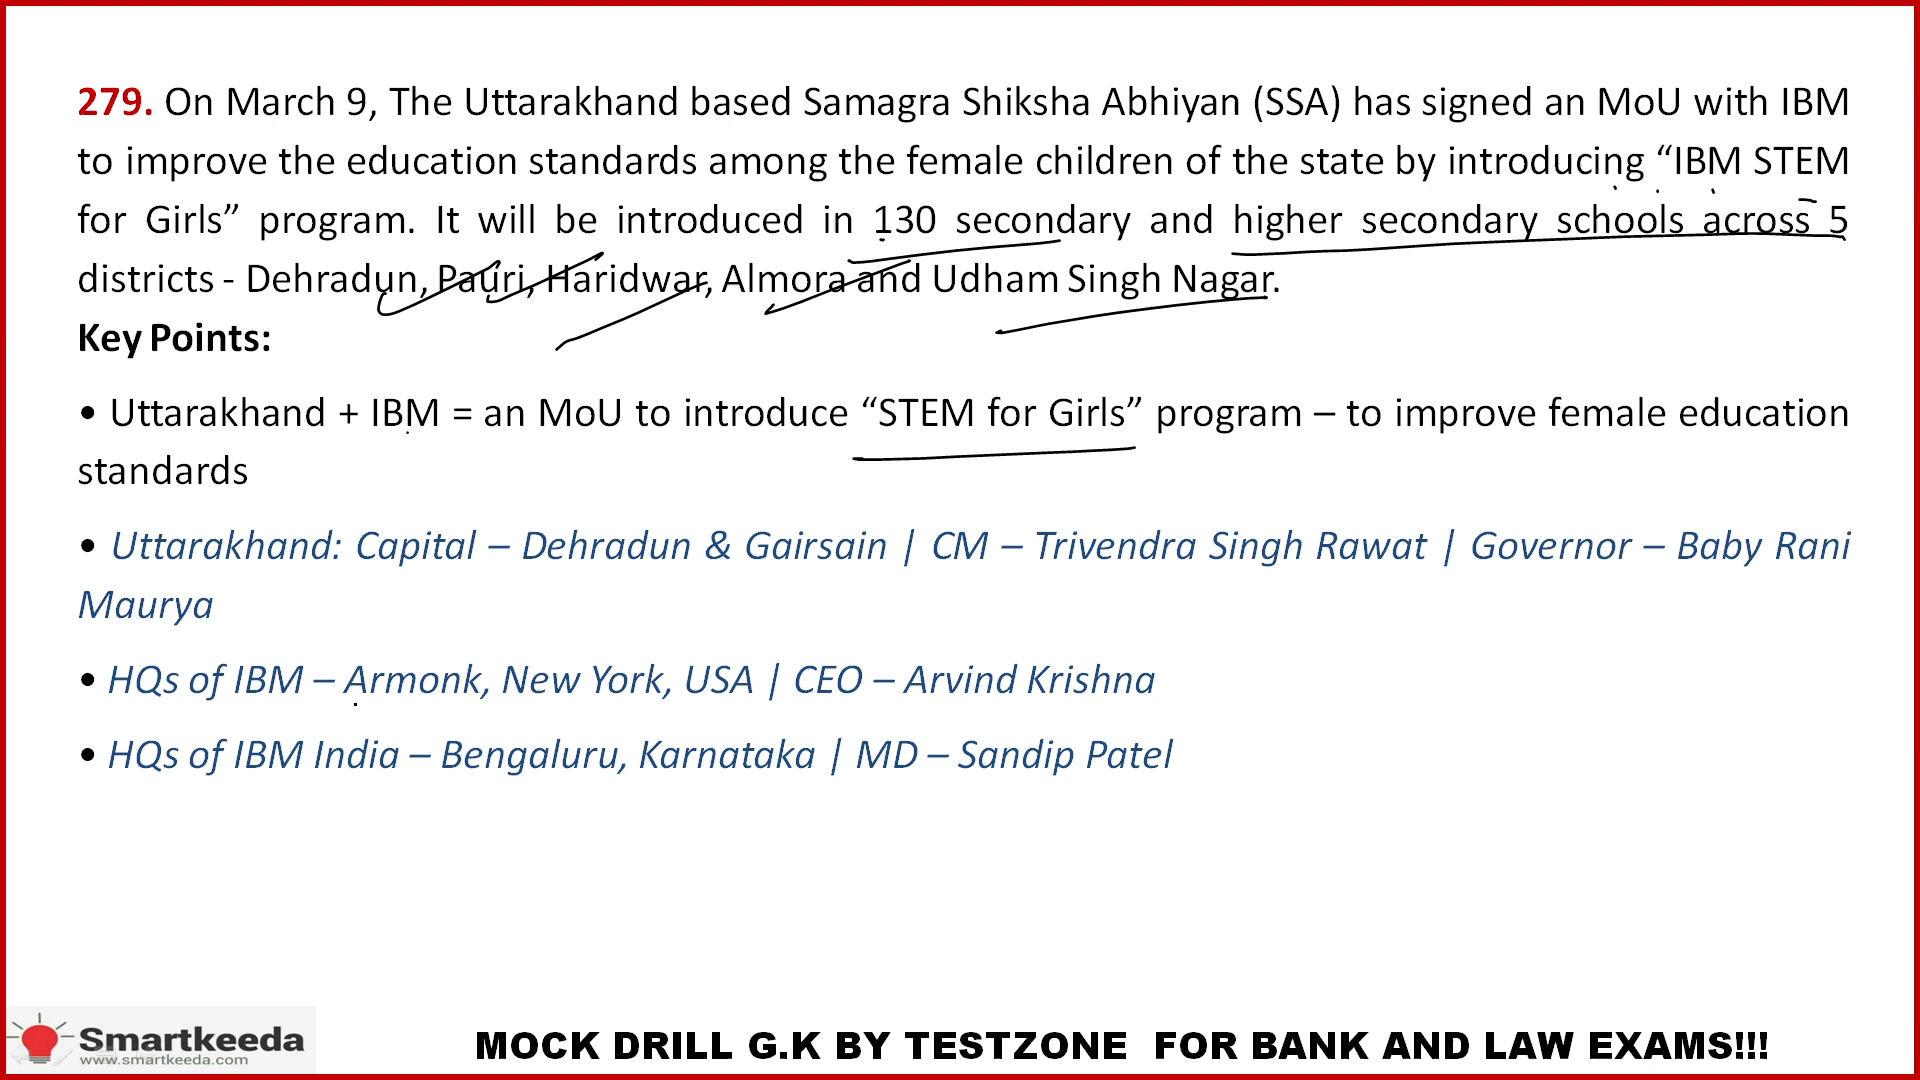 279. On March 9, The Uttarakhand based Samagra Shiksha Abhiyan (SSA) has signed an MoU with IBM
to improve the education standards among the female children of the state by introducing “IBM STEM
for Girls” program. It will be introduced in 130 secondary and higher secondary schools across 5
districts - Dehradun, Pauri, Haridwar, Almora and Udham Singh Nagar.
Key Points:
• Uttarakhand + IBM = an MoU to introduce “STEM for Girls” program – to improve female education
standards
• Uttarakhand: Capital – Dehradun & Gairsain | CM – Trivendra Singh Rawat | Governor – Baby Rani
Maurya
• HQs of IBM – Armonk, New York, USA | CEO – Arvind Krishna
• HQs of IBM India – Bengaluru, Karnataka | MD – Sandip Patel
Smartkeeda
www.smartkeeda.com
MOCK DRILL G.K BY TESTZONE FOR BANK AND LAW EXAMS!!!